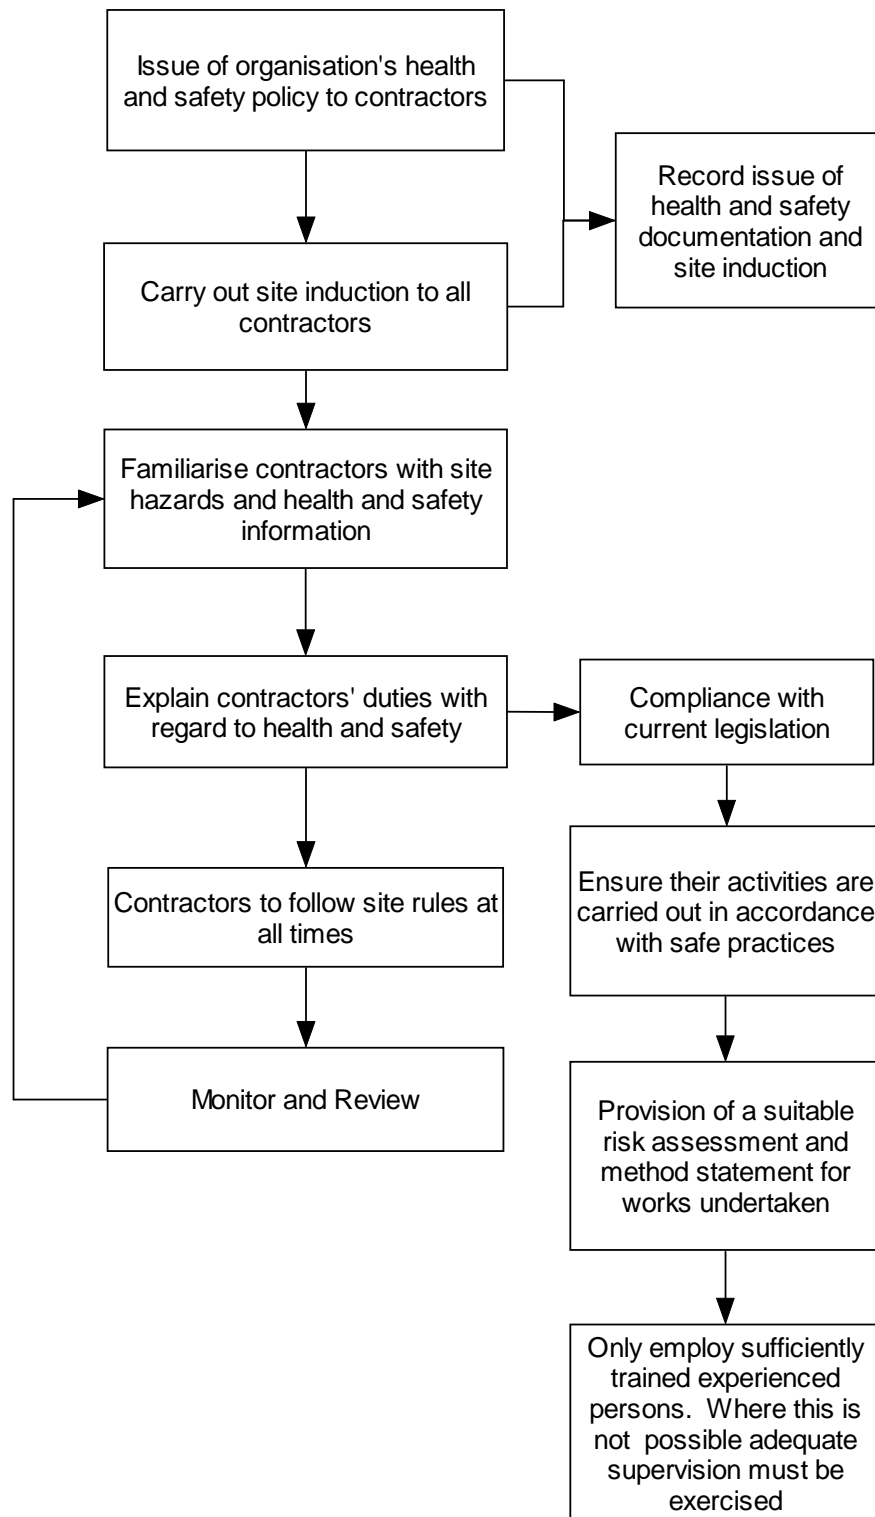 Issue of organisation's health
and safety policy to contractors
Record issue of
health and safety
documentation and
site induction
Carry out site induction to all
contractors
Familiarise contractors with site
hazards and health and safety
information
Explain contractors' duties with
regard to health and safety
Compliance with
current legislation
Contractors to follow site rules at
all times
Ensure their activities are
carried out in accordance
with safe practices
Monitor and Review
Provision of a suitable
risk assessment and
method statement for
works undertaken
Only employ sufficiently
trained experienced
persons.  Where this is
not  possible adequate
supervision must be
exercised